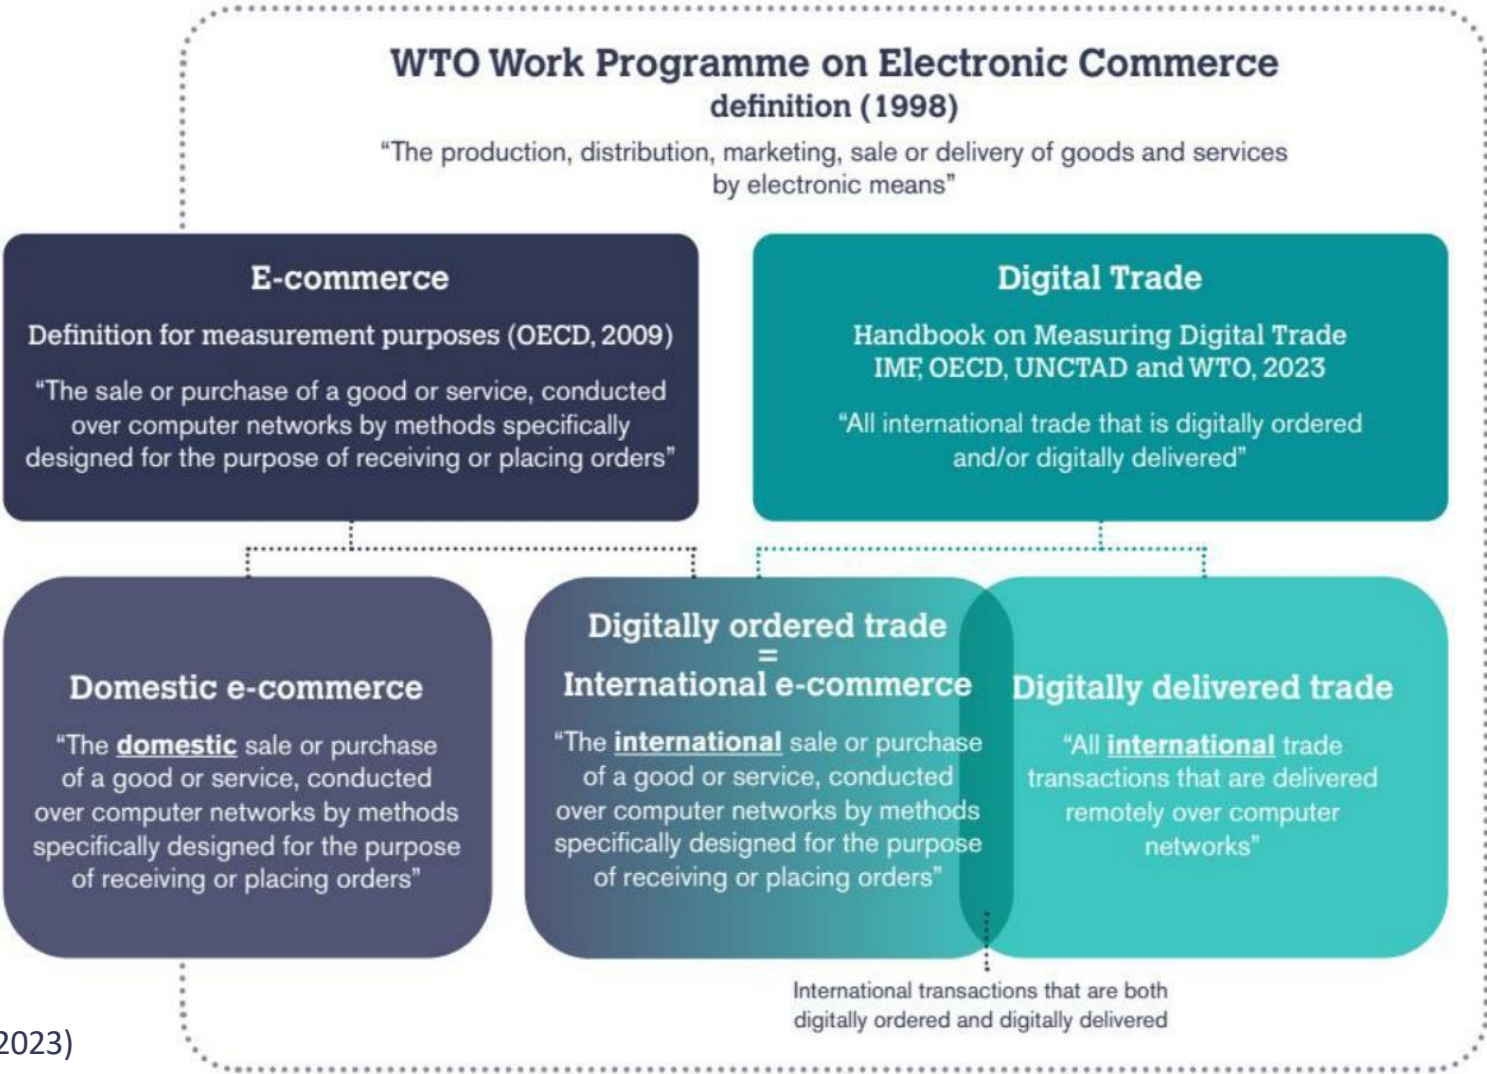 WTO Work Programme on Electronic Commerce
definition (1998)
“The production, distribution, marketing, sale or delivery of goods and services
by electronic means”
E-commerce
Definition for measurement purposes (OECD, 2009)
“The sale or purchase of a good or service, conducted
over computer networks by methods specifically
designed for the purpose of receiving or placing orders”
Digital Trade
Handbook on Measuring Digital Trade
IMF, OECD, UNCTAD and WTO, 2023
“All international trade that is digitally ordered
and/or digitally delivered”
Domestic e-commerce
“The domestic sale or purchase
of a good or service, conducted
over computer networks by methods
specifically designed for the purpose
of receiving or placing orders”
Digitally ordered trade
=
International e-commerce
“The international sale or purchase
of a good or service, conducted
over computer networks by methods
specifically designed for the purpose
of receiving or placing orders”
Digitally delivered trade
“All international trade
transactions that are delivered
remotely over computer
networks”
International transactions that are both
digitally ordered and digitally delivered
2023)